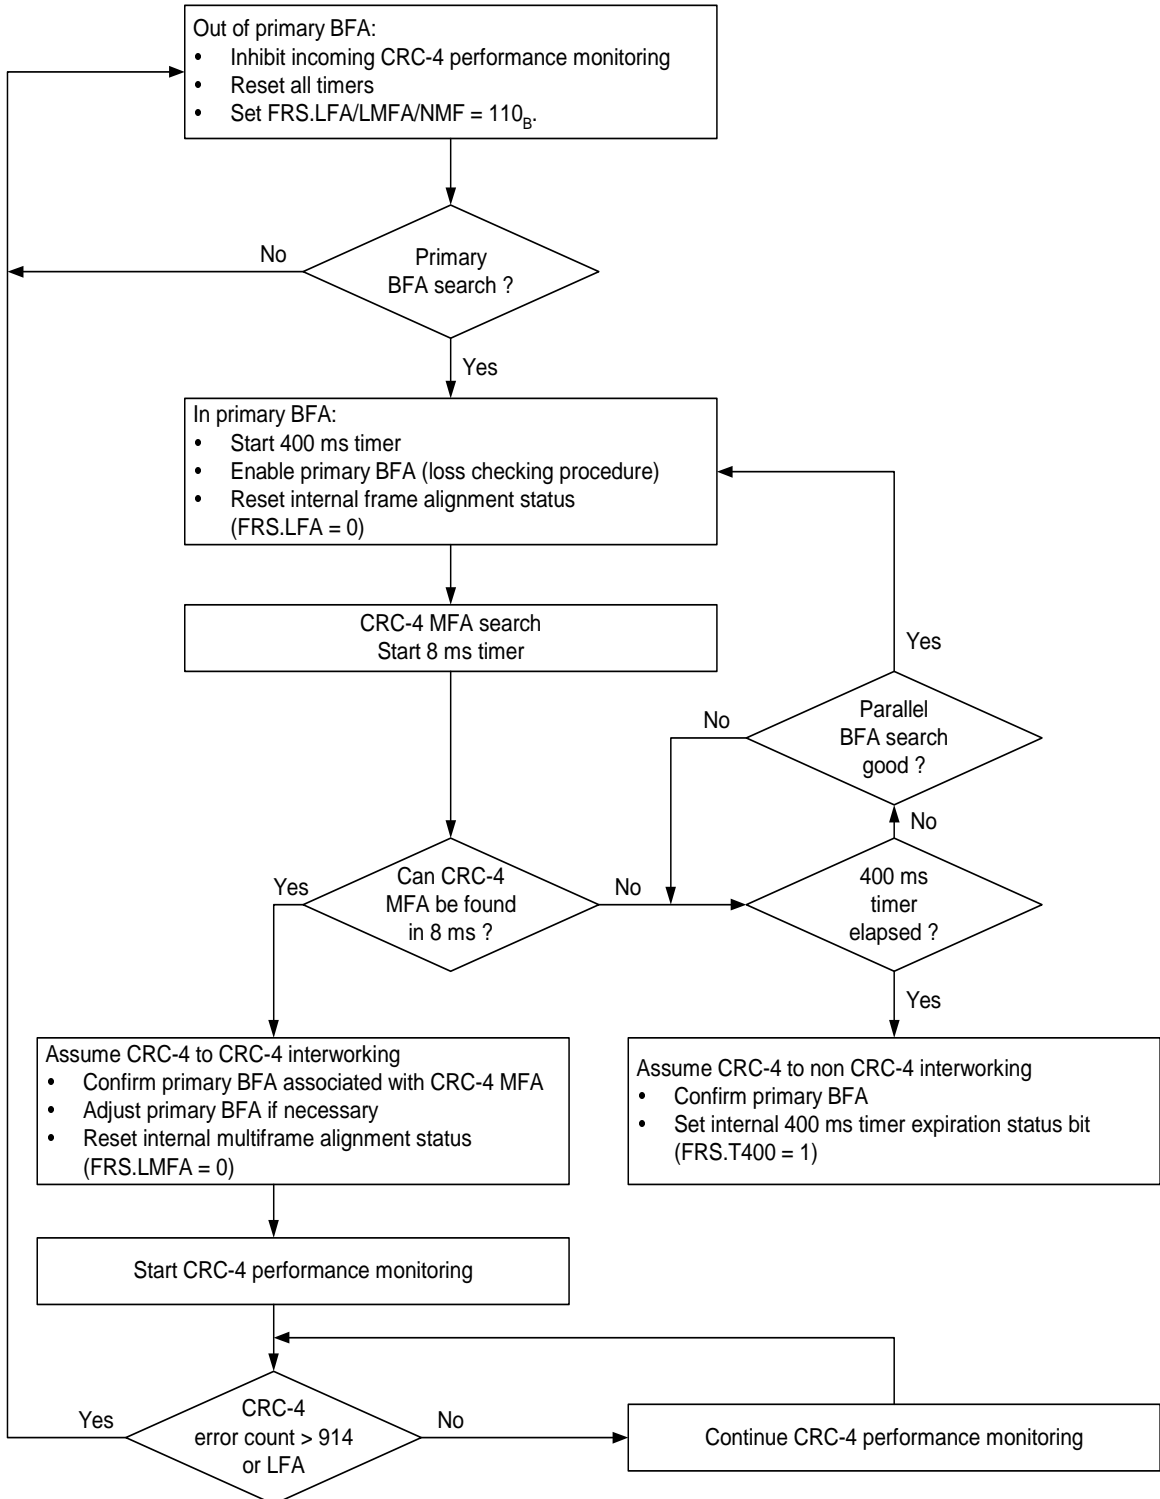 Out of primary BFA:
• Inhibit incoming CRC-4 performance monitoring
• Reset all timers
• Set FRS.LFA/LMFA/NMF = 110B.
No
Primary
BFA search ?
Yes
In primary BFA:
• Start 400 ms timer
• Enable primary BFA (loss checking procedure)
• Reset internal frame alignment status
(FRS.LFA = 0)
CRC-4 MFA search
Start 8 ms timer
Yes
No
Parallel
BFA search
good ?
No
Yes
Can CRC-4
MFA be found
in 8 ms ?
No
400 ms
timer
elapsed ?
Yes
Assume CRC-4 to CRC-4 interworking
• Confirm primary BFA associated with CRC-4 MFA
• Adjust primary BFA if necessary
• Reset internal multiframe alignment status
(FRS.LMFA = 0)
Assume CRC-4 to non CRC-4 interworking
• Confirm primary BFA
• Set internal 400 ms timer expiration status bit
(FRS.T400 = 1)
Start CRC-4 performance monitoring
Yes
CRC-4
error count > 914
or LFA
No
Continue CRC-4 performance monitoring